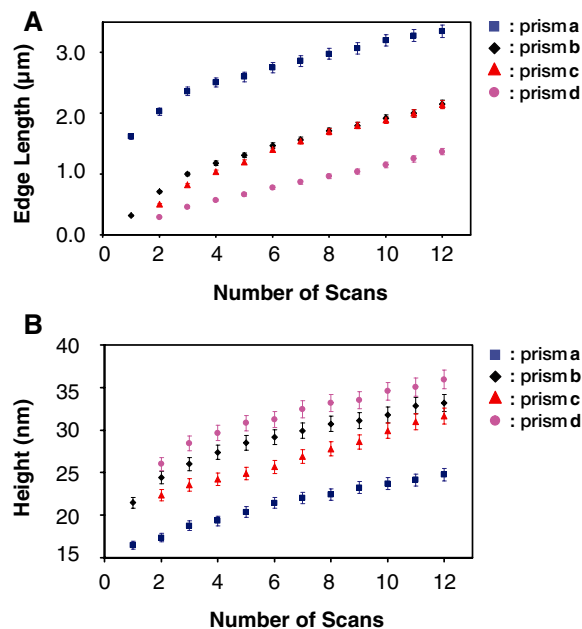 A
Edge Length (µm)
3.0
2.0
1.0
0.0
0 2 4 6 8 10 12
Number of Scans
: prism a
: prism b
: prism c
: prism d
B
Height (nm)
40
35
30
25
20
15
0 2 4 6 8 10 12
Number of Scans
: prism a
: prism b
: prism c
: prism d